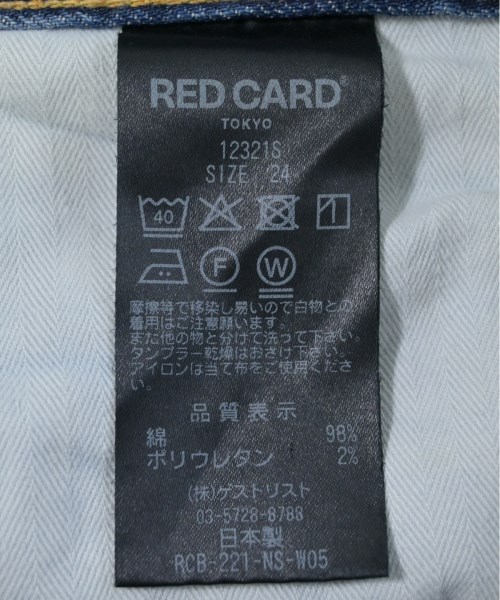 RED CARD®
TOKYO
12321S
SIZE 24
40
F W
摩擦等で移染し易いので白物との
着用はご注意願います。
また他の物と分けて洗って下さい。
タンブラー乾燥はおさけ下さい。
アイロンは当て布をご使用くださ
い。
品質表示
綿 98%
ポリウレタン 2%
(株)ゲストリスト
03-5728-8788
日本製
RCB-221-NS-W05